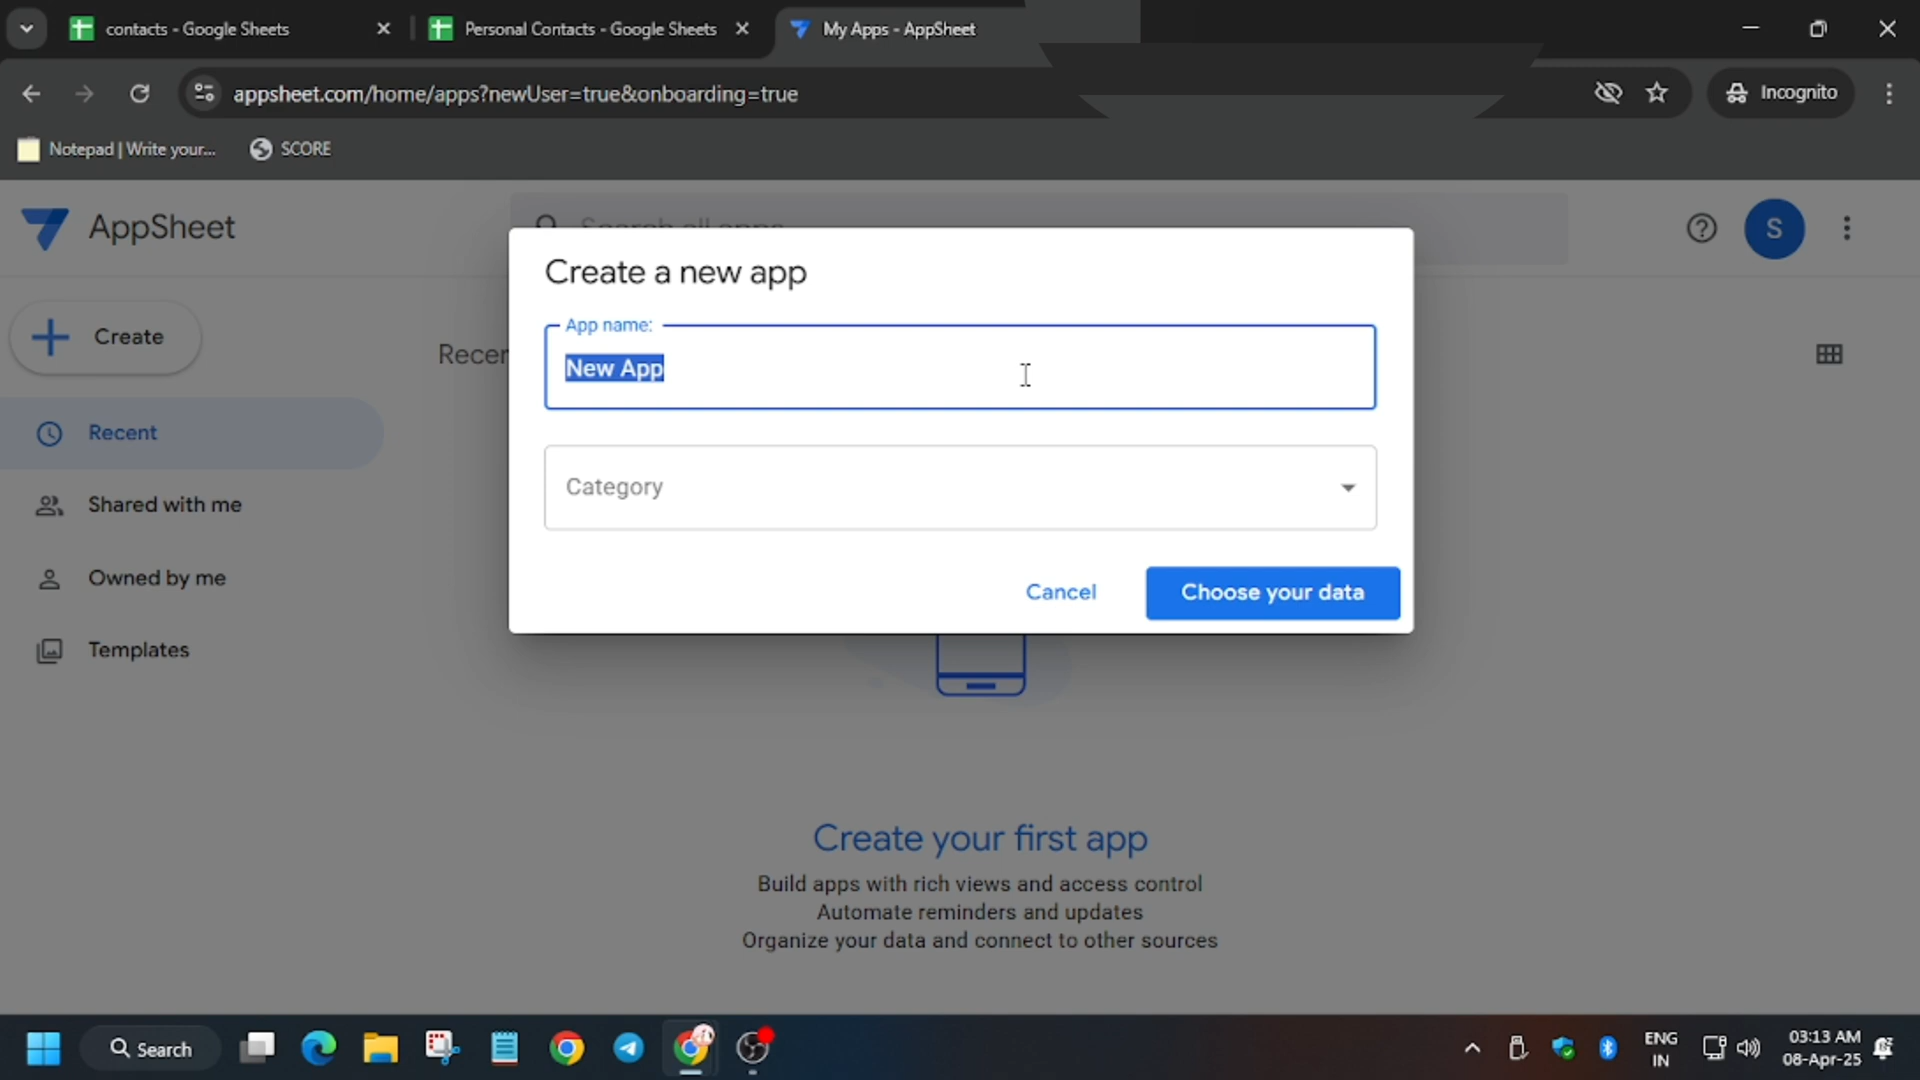 contacts - Google Sheets
Personal Contacts - Google Sheets
My Apps - AppSheet
appsheet.com/home/apps?newUser=true&onboarding=true
Incognito
Notepad | Write your...
SCORE
AppSheet
Search all apps
S
Create a new app
App name:
New App
Category
Cancel
Choose your data
Create
Recent
Shared with me
Owned by me
Templates
Recen
Create your first app
Build apps with rich views and access control
Automate reminders and updates
Organize your data and connect to other sources
Search
ENG
IN
03:13 AM
08-Apr-25